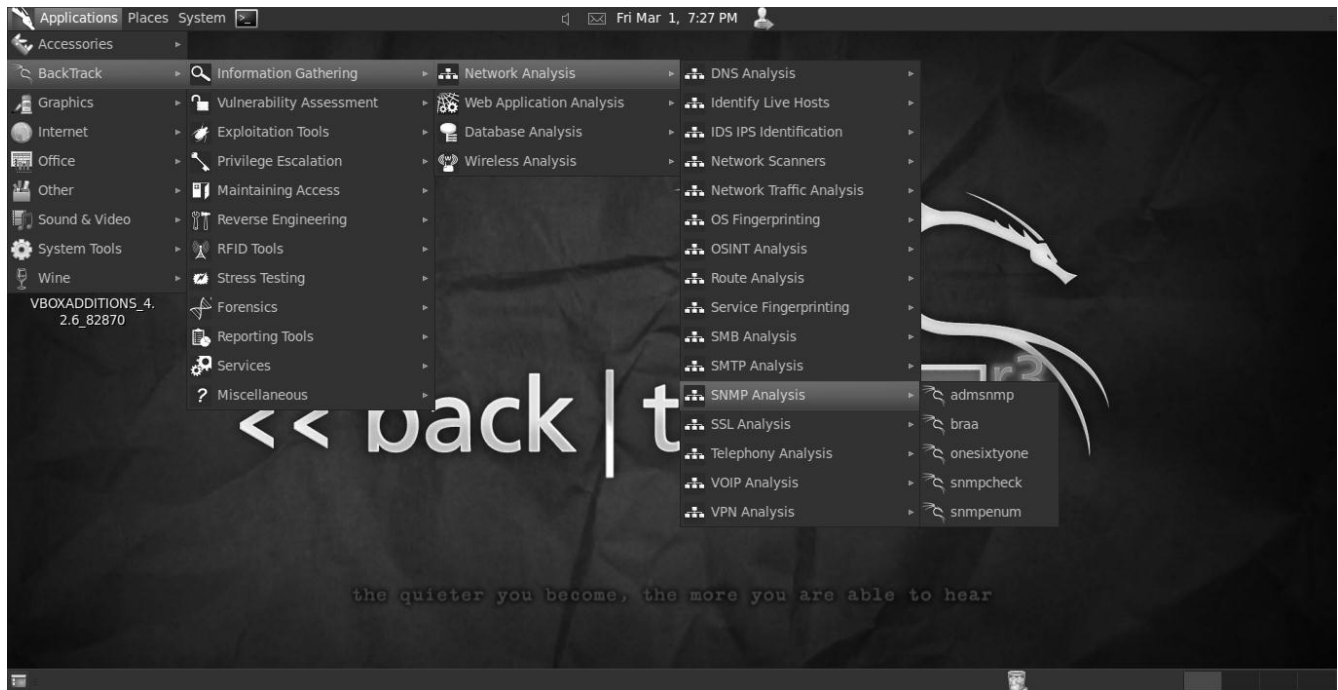 Applications Places System Fri Mar 1, 7:27 PM
Accessories
BackTrack
Graphics
Internet
Office
Other
Sound & Video
System Tools
Wine
VBOXADDITIONS_4.
2.6_82870
Information Gathering
Vulnerability Assessment
Exploitation Tools
Privilege Escalation
Maintaining Access
Reverse Engineering
RFID Tools
Stress Testing
Forensics
Reporting Tools
Services
? Miscellaneous
Network Analysis
Web Application Analysis
Database Analysis
Wireless Analysis
DNS Analysis
Identify Live Hosts
IDS IPS Identification
Network Scanners
Network Traffic Analysis
OS Fingerprinting
OSINT Analysis
Route Analysis
Service Fingerprinting
SMB Analysis
SMTP Analysis
SNMP Analysis
SSL Analysis
Telephony Analysis
VOIP Analysis
VPN Analysis
admsnmp
braa
onesixtyone
snmpcheck
snmpenum
<< back | t
r3
the quieter you become, the more you are able to hear